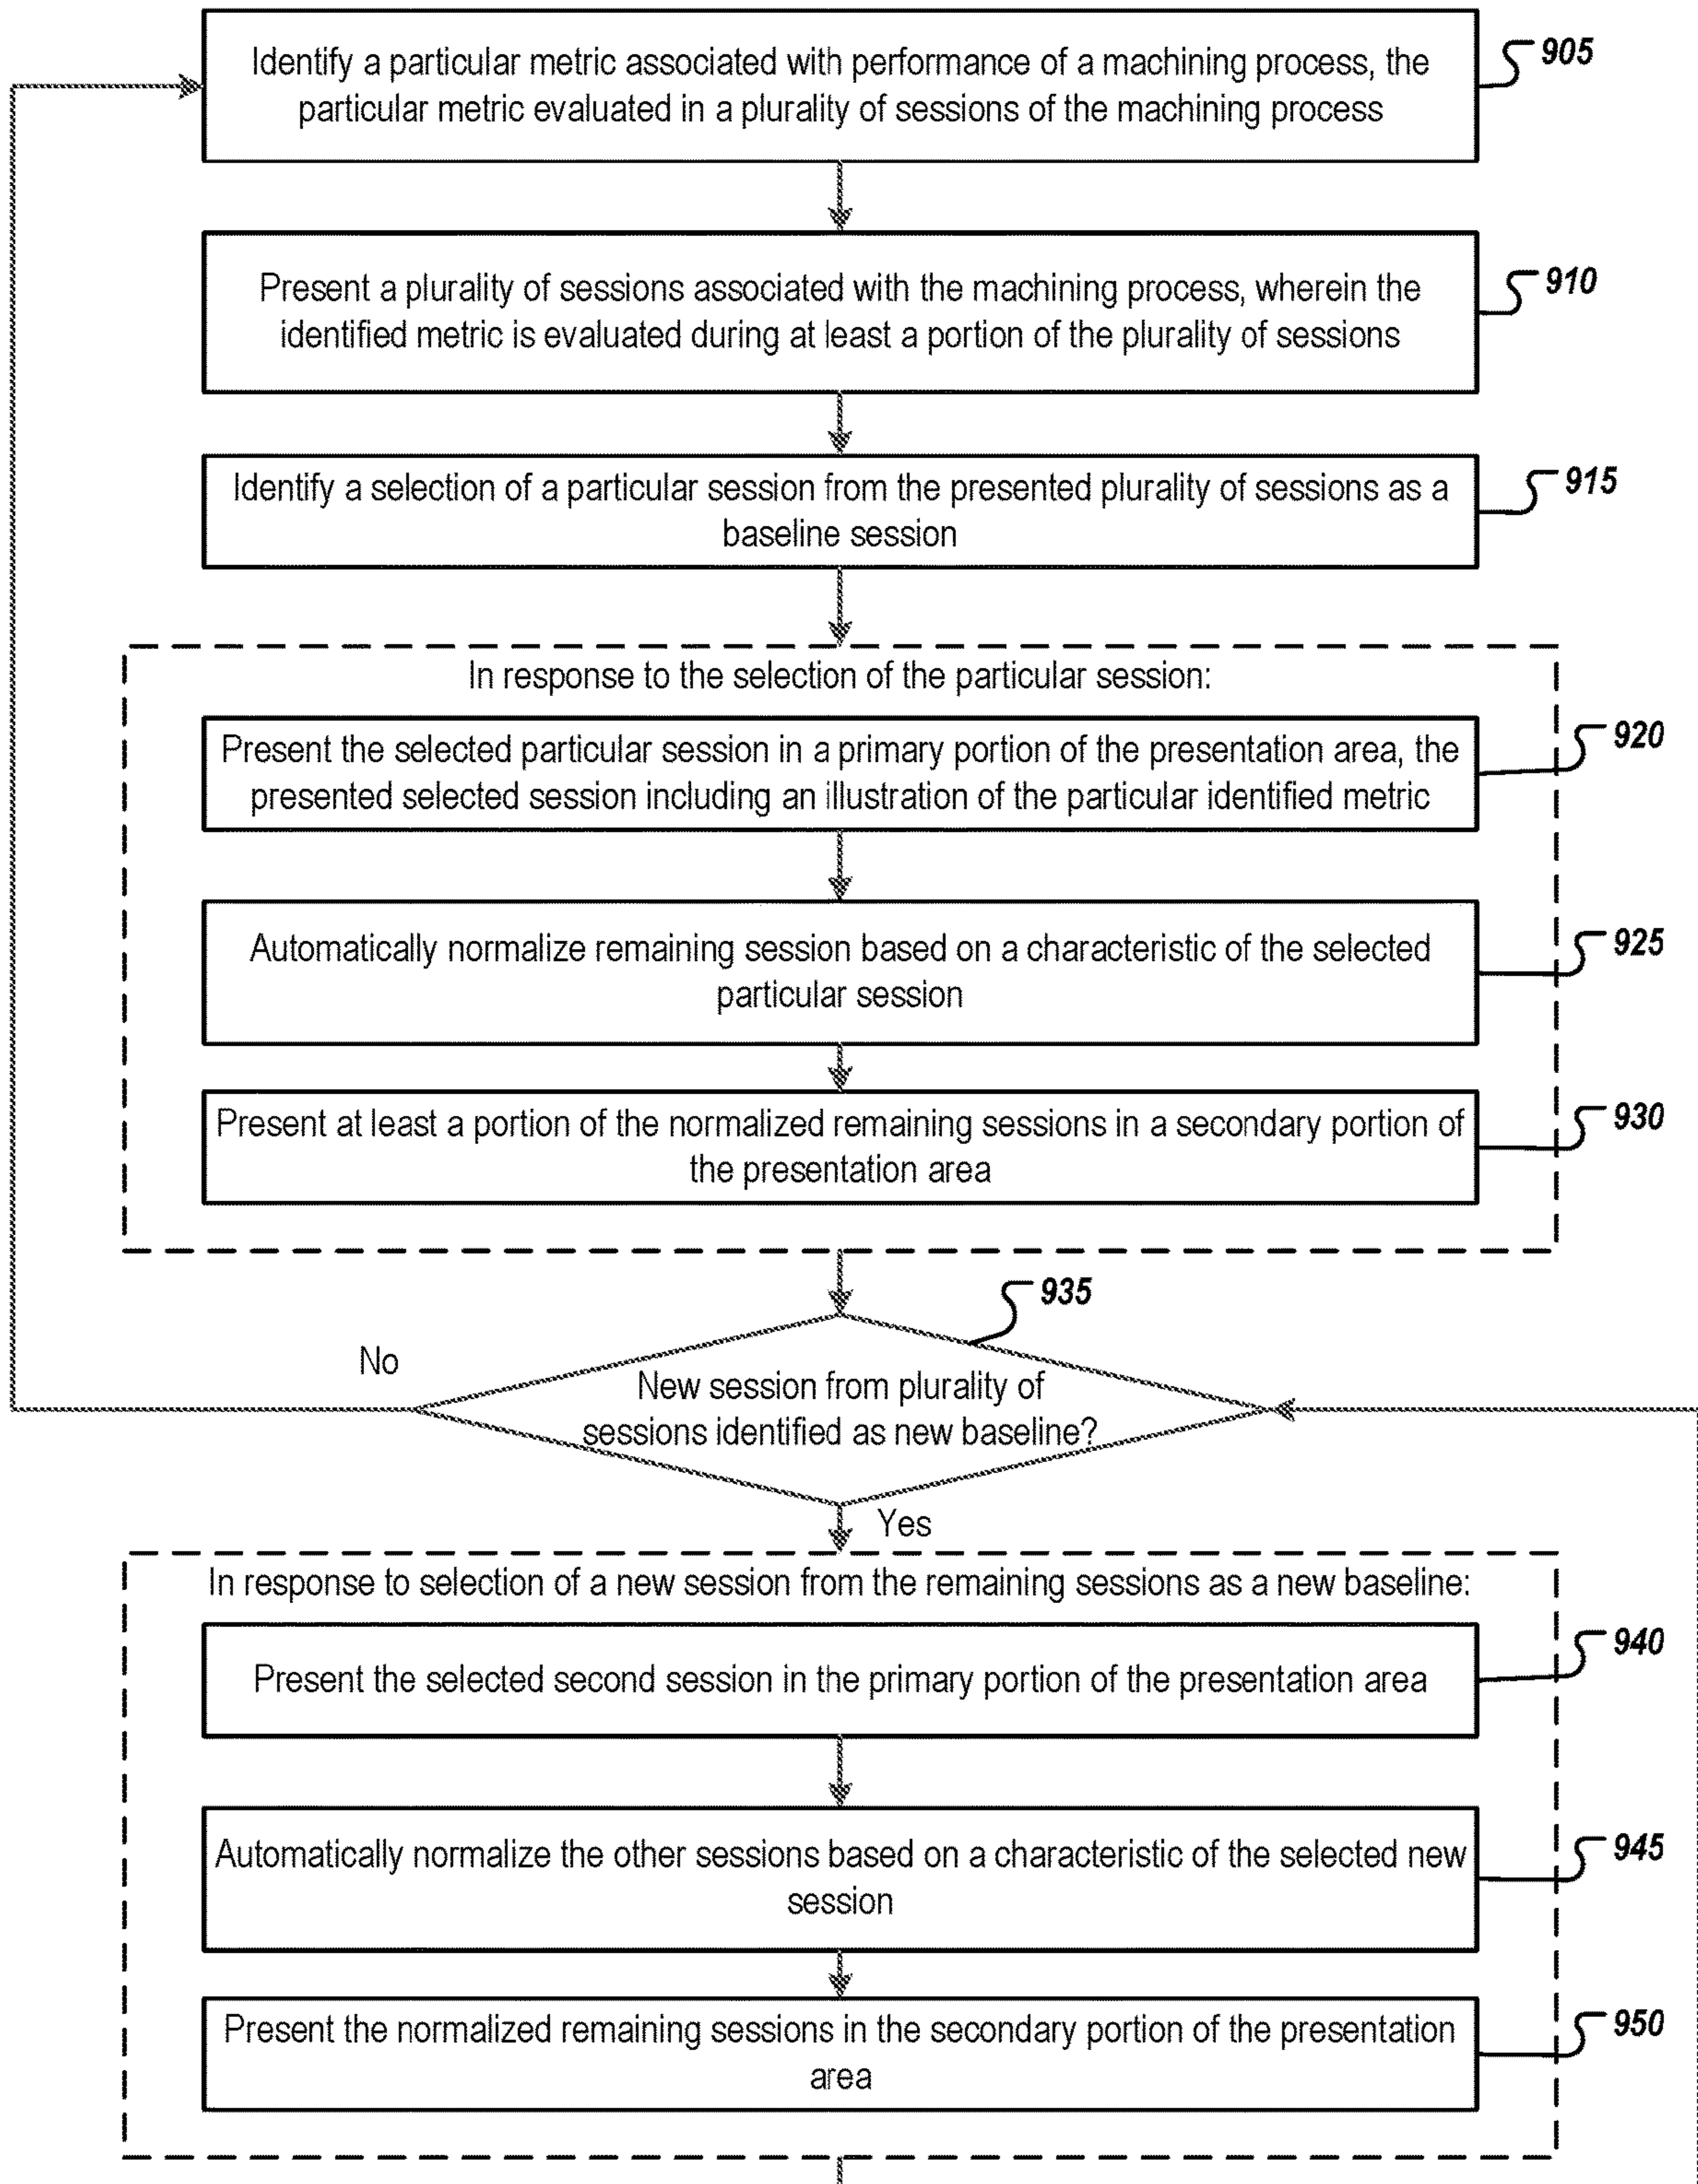 Identify a particular metric associated with performance of a machining process, the
particular metric evaluated in a plurality of sessions of the machining process
905
Present a plurality of sessions associated with the machining process, wherein the
identified metric is evaluated during at least a portion of the plurality of sessions
910
Identify a selection of a particular session from the presented plurality of sessions as a
baseline session
915
In response to the selection of the particular session:
Present the selected particular session in a primary portion of the presentation area, the
presented selected session including an illustration of the particular identified metric
920
Automatically normalize remaining session based on a characteristic of the selected
particular session
925
Present at least a portion of the normalized remaining sessions in a secondary portion of
the presentation area
930
935
No
New session from plurality of
sessions identified as new baseline?
Yes
In response to selection of a new session from the remaining sessions as a new baseline:
Present the selected second session in the primary portion of the presentation area
940
Automatically normalize the other sessions based on a characteristic of the selected new
session
945
Present the normalized remaining sessions in the secondary portion of the presentation
area
950